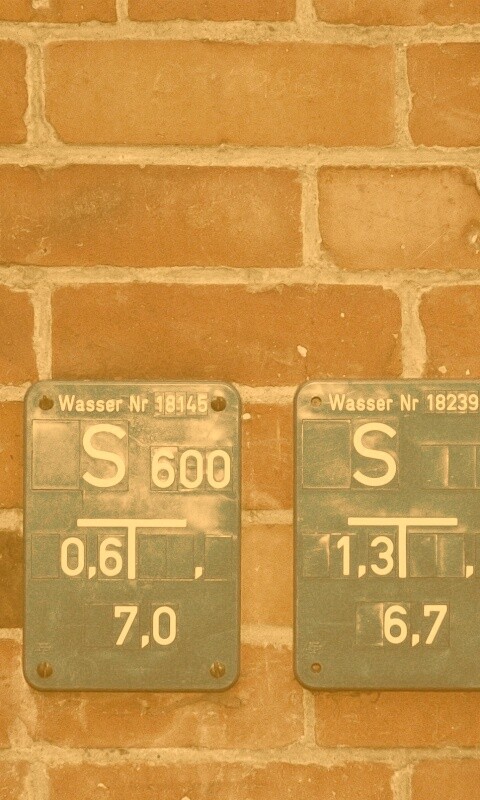 Wasser Nr 18145
S 600
0,6 ,
7,0
Wasser Nr 18239
S
1,3 ,
6,7